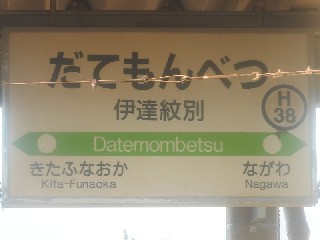 だてもんべつ
伊達紋別
H
38
Datemombetsu
きたふなおか
Kita-Funaoka
ながわ
Nagawa